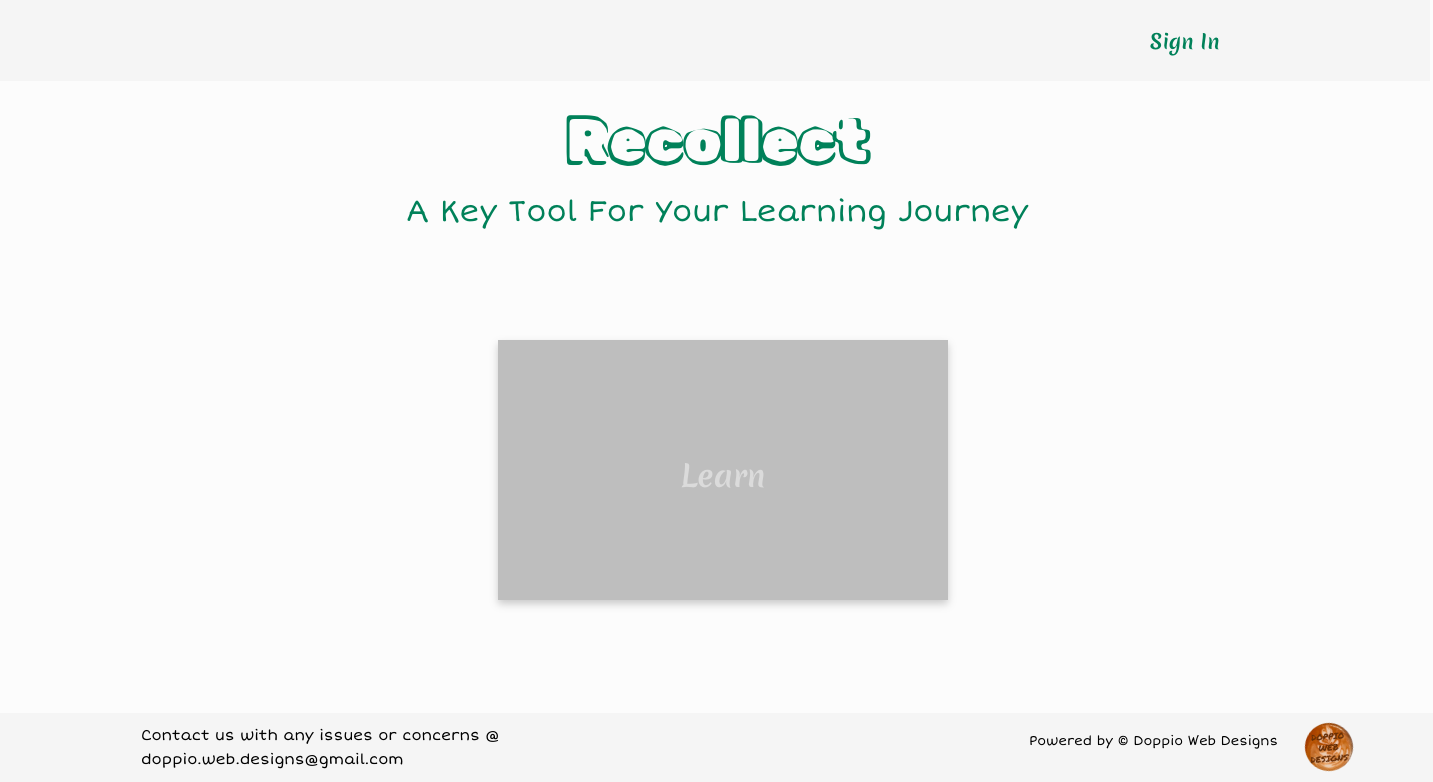 Sign In
Recollect
A Key Tool For Your Learning Journey
Learn
Contact us with any issues or concerns @
doppio.web.designs@gmail.com
Powered by © Doppio Web Designs
DOPPIO
WEB
DESIGNS